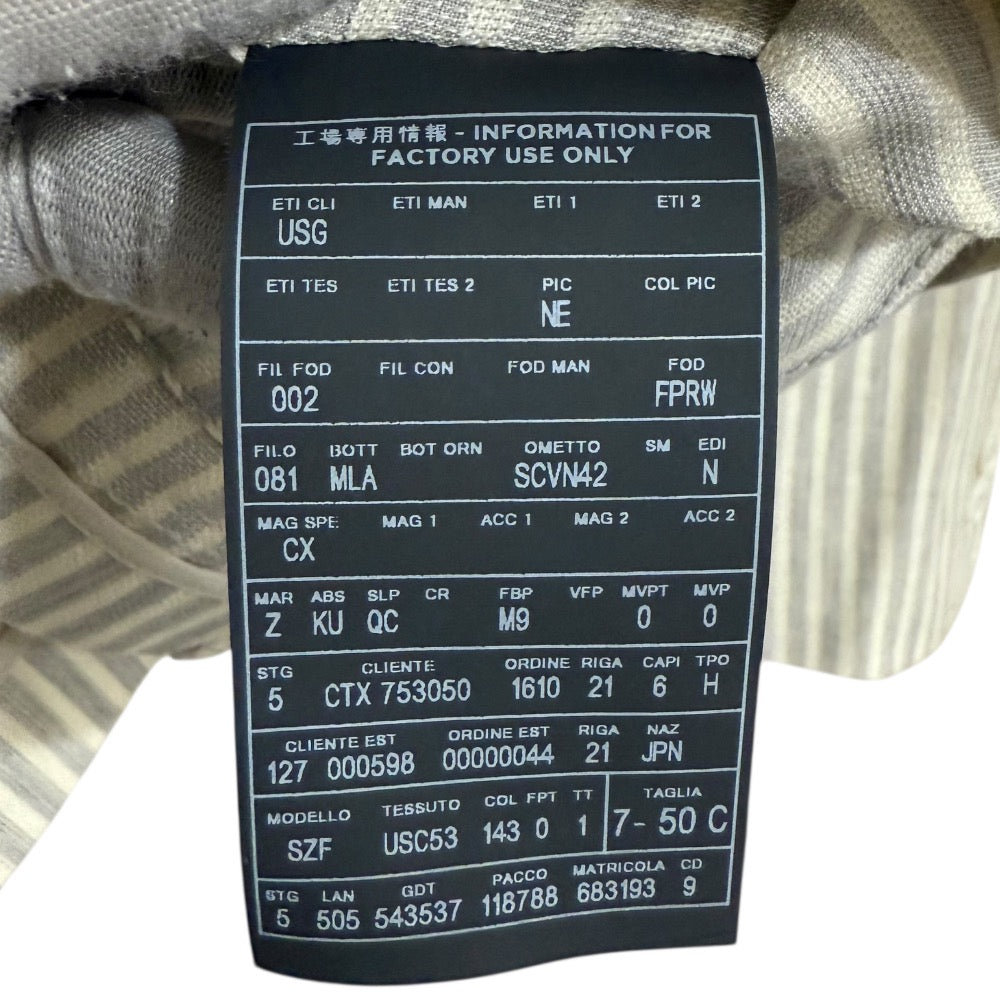 工場専用情報 - INFORMATION FOR
FACTORY USE ONLY
ETI CLI ETI MAN ETI 1 ETI 2
USG
ETI TES ETI TES 2 PIC COL PIC
NE
FIL FOD FIL CON FOD MAN FOD
002 FPRW
FILO BOTT BOT ORN OMETTO SM EDI
081 MLA SCVN42 N
MAG SPE MAG 1 ACC 1 MAG 2 ACC 2
CX
MAR ABS SLP CR FBP VFP MVPT MVP
Z KU QC M9 0 0
STG CLIENTE ORDINE RIGA CAPI TPO
5 CTX 753050 1610 21 6 H
CLIENTE EST ORDINE EST RIGA NAZ
127 000598 00000044 21 JPN
MODELLO TESSUTO COL FPT TT TAGLIA
SZF USC53 143 0 1 7- 50 C
STG LAN GDT PACCO MATRICOLA CD
5 505 543537 118788 683193 9